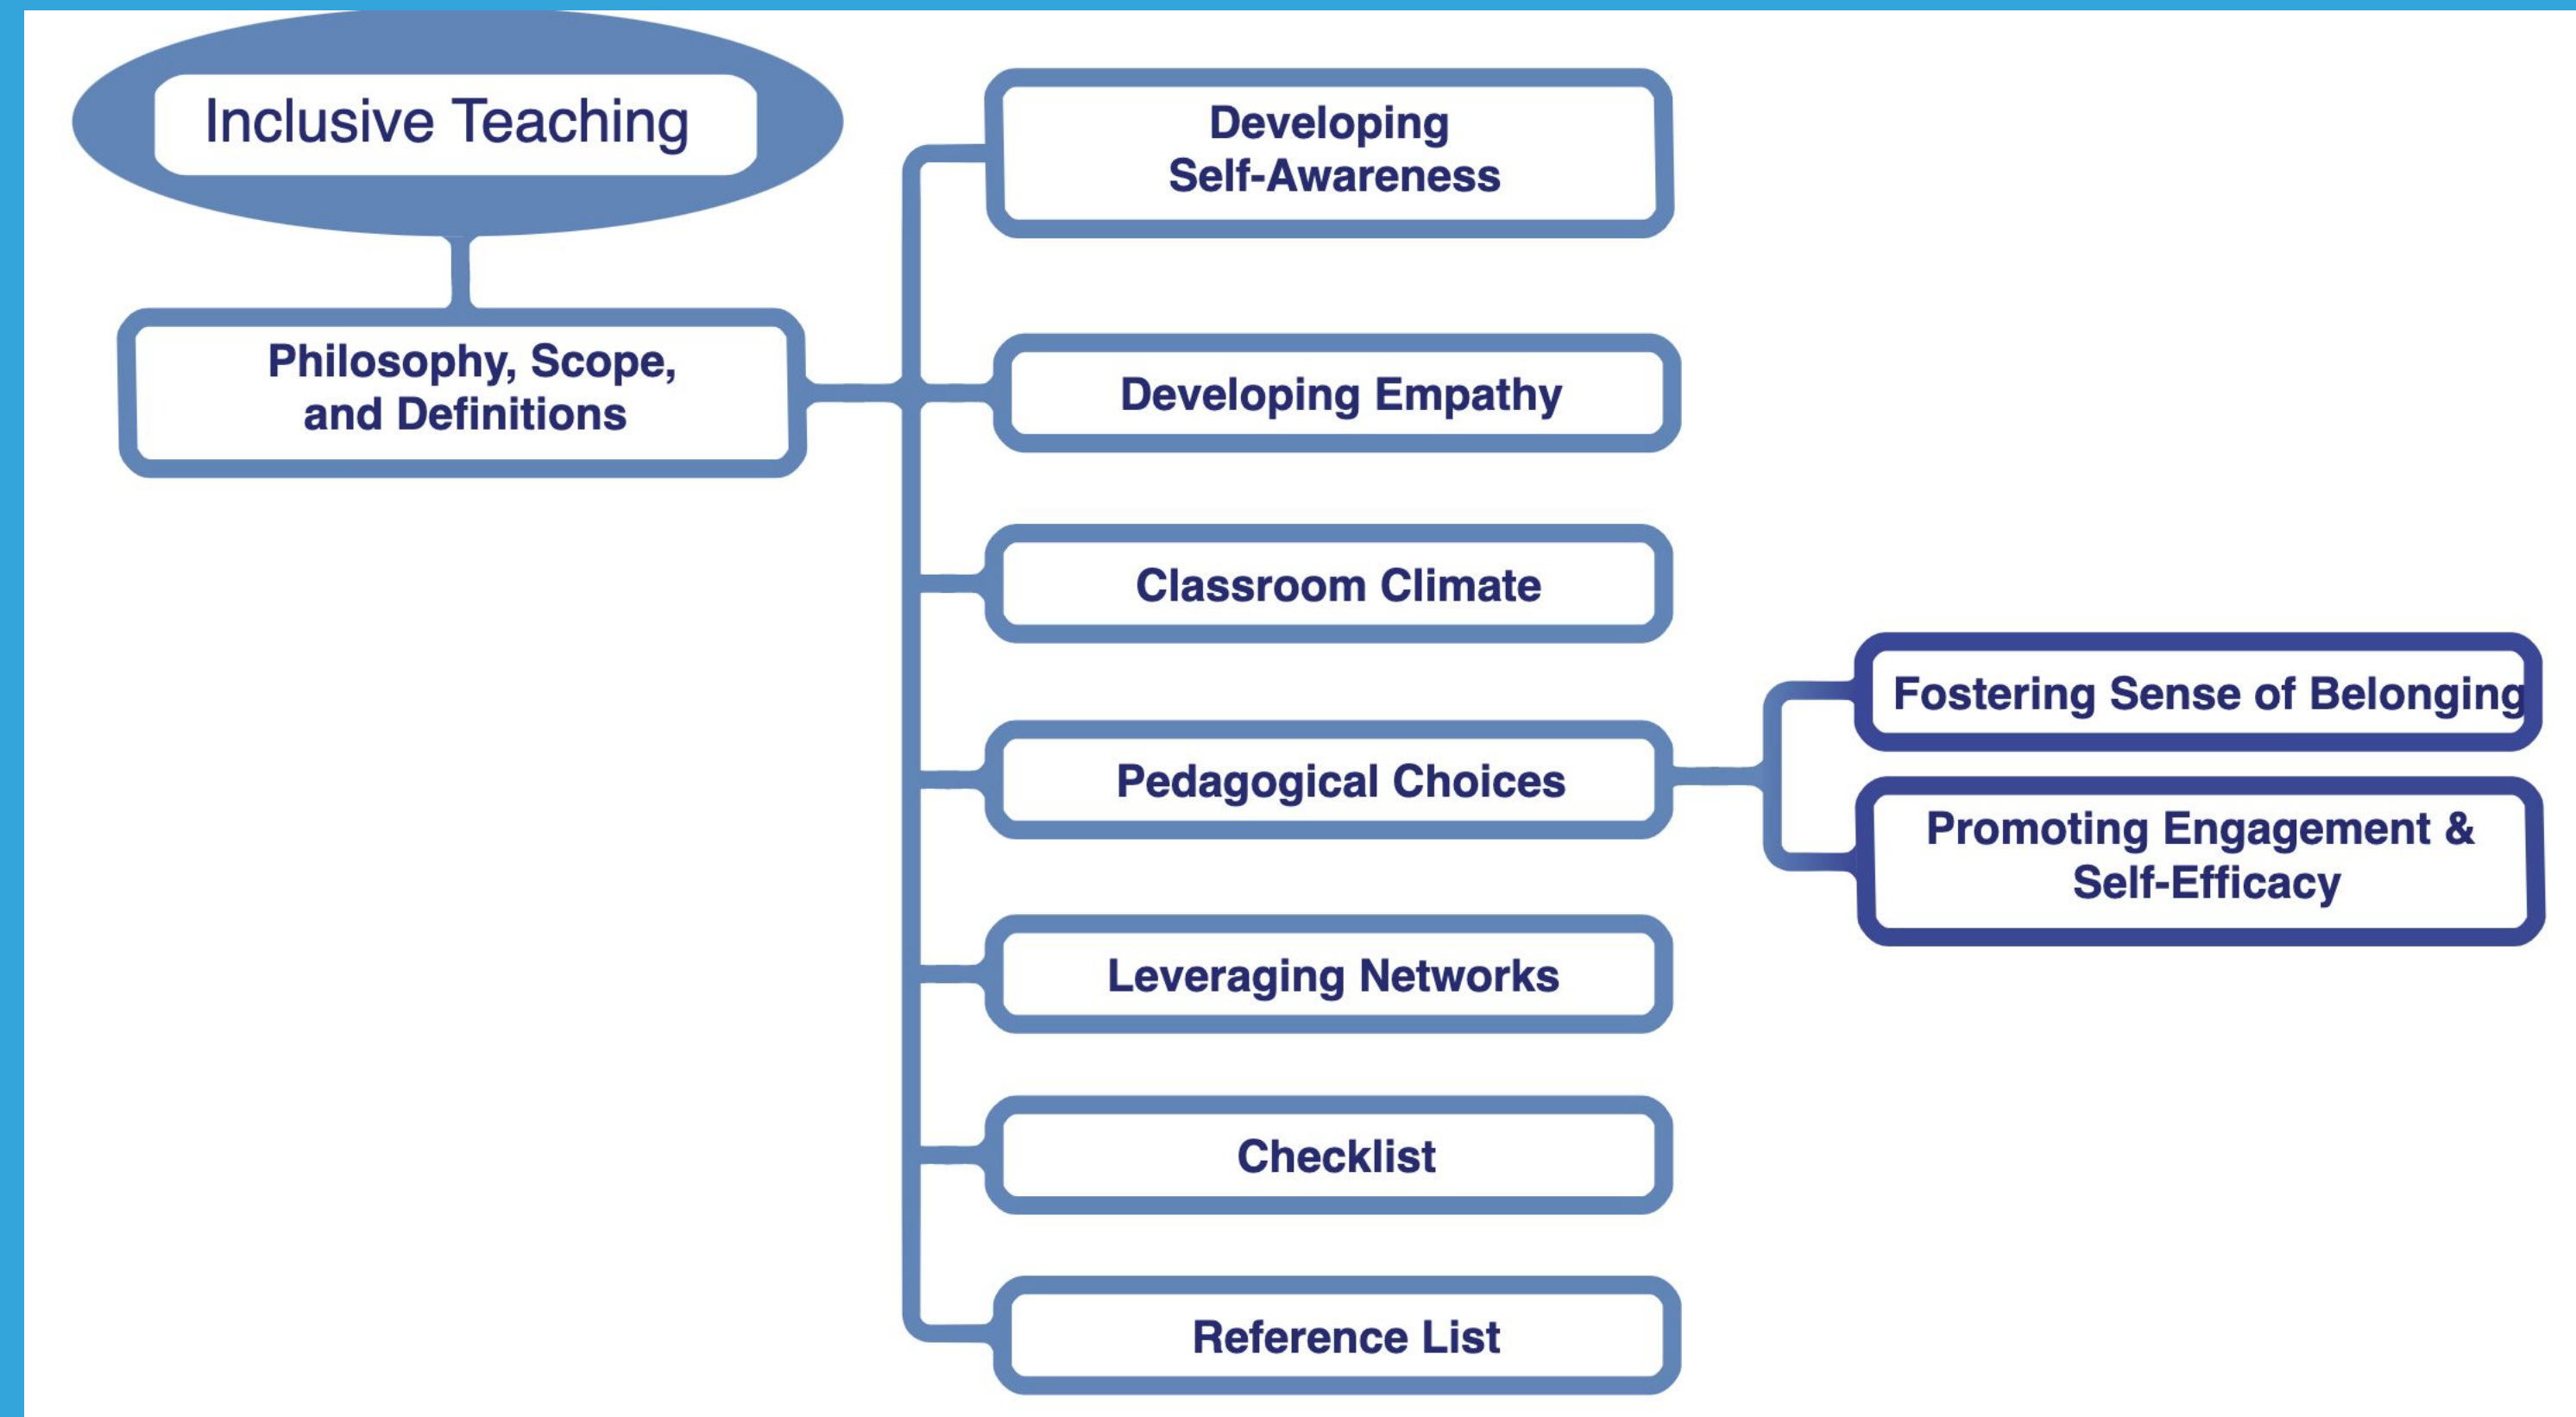 Inclusive Teaching
Philosophy, Scope,
and Definitions
Developing
Self-Awareness
Developing Empathy
Classroom Climate
Pedagogical Choices
Fostering Sense of Belonging
Promoting Engagement &
Self-Efficacy
Leveraging Networks
Checklist
Reference List